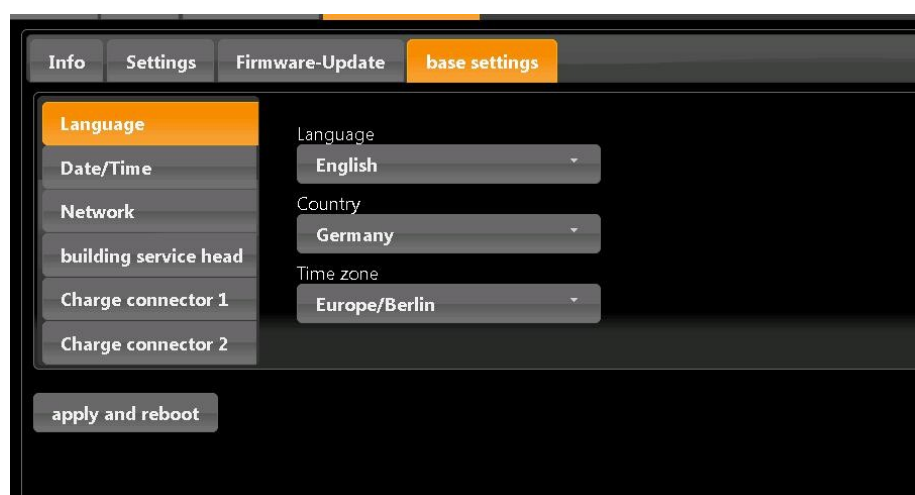 Info Settings Firmware-Update base settings
Language
Date/Time
Network
building service head
Charge connector 1
Charge connector 2
Language
English
Country
Germany
Time zone
Europe/Berlin
apply and reboot